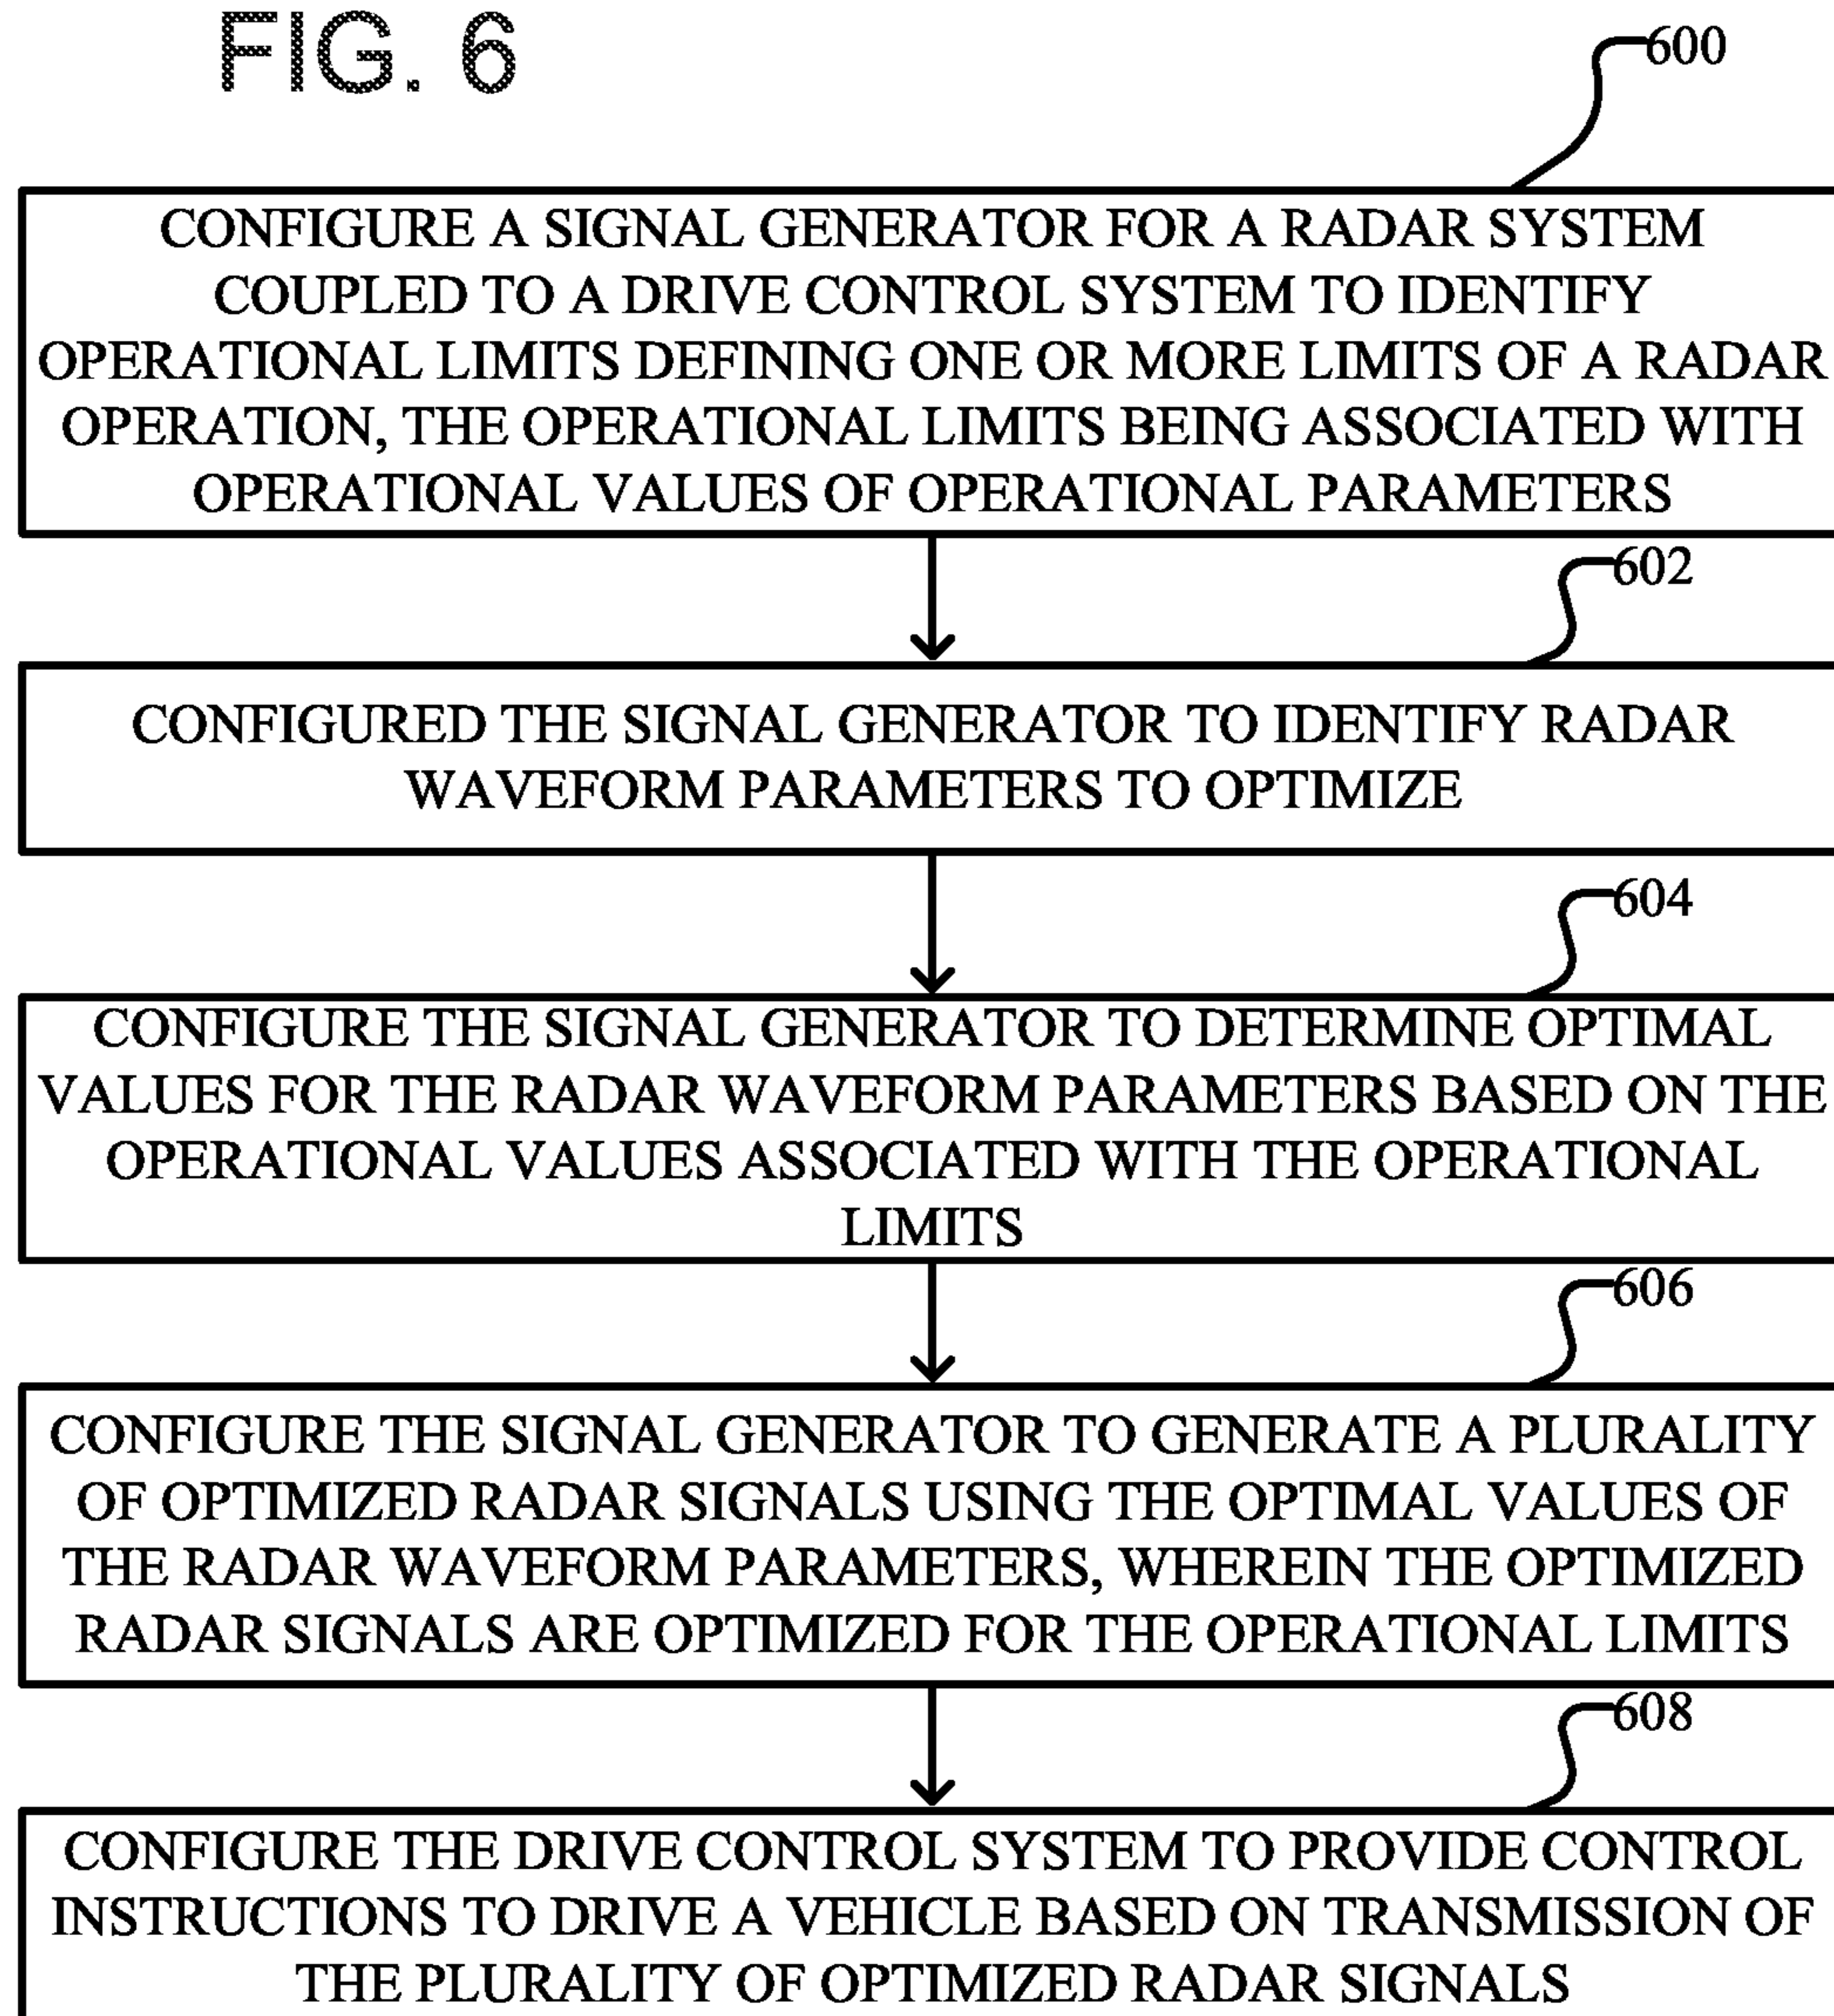 FIG. 6
600
CONFIGURE A SIGNAL GENERATOR FOR A RADAR SYSTEM
COUPLED TO A DRIVE CONTROL SYSTEM TO IDENTIFY
OPERATIONAL LIMITS DEFINING ONE OR MORE LIMITS OF A RADAR
OPERATION, THE OPERATIONAL LIMITS BEING ASSOCIATED WITH
OPERATIONAL VALUES OF OPERATIONAL PARAMETERS
602
CONFIGURED THE SIGNAL GENERATOR TO IDENTIFY RADAR
WAVEFORM PARAMETERS TO OPTIMIZE
604
CONFIGURE THE SIGNAL GENERATOR TO DETERMINE OPTIMAL
VALUES FOR THE RADAR WAVEFORM PARAMETERS BASED ON THE
OPERATIONAL VALUES ASSOCIATED WITH THE OPERATIONAL
LIMITS
606
CONFIGURE THE SIGNAL GENERATOR TO GENERATE A PLURALITY
OF OPTIMIZED RADAR SIGNALS USING THE OPTIMAL VALUES OF
THE RADAR WAVEFORM PARAMETERS, WHEREIN THE OPTIMIZED
RADAR SIGNALS ARE OPTIMIZED FOR THE OPERATIONAL LIMITS
608
CONFIGURE THE DRIVE CONTROL SYSTEM TO PROVIDE CONTROL
INSTRUCTIONS TO DRIVE A VEHICLE BASED ON TRANSMISSION OF
THE PLURALITY OF OPTIMIZED RADAR SIGNALS